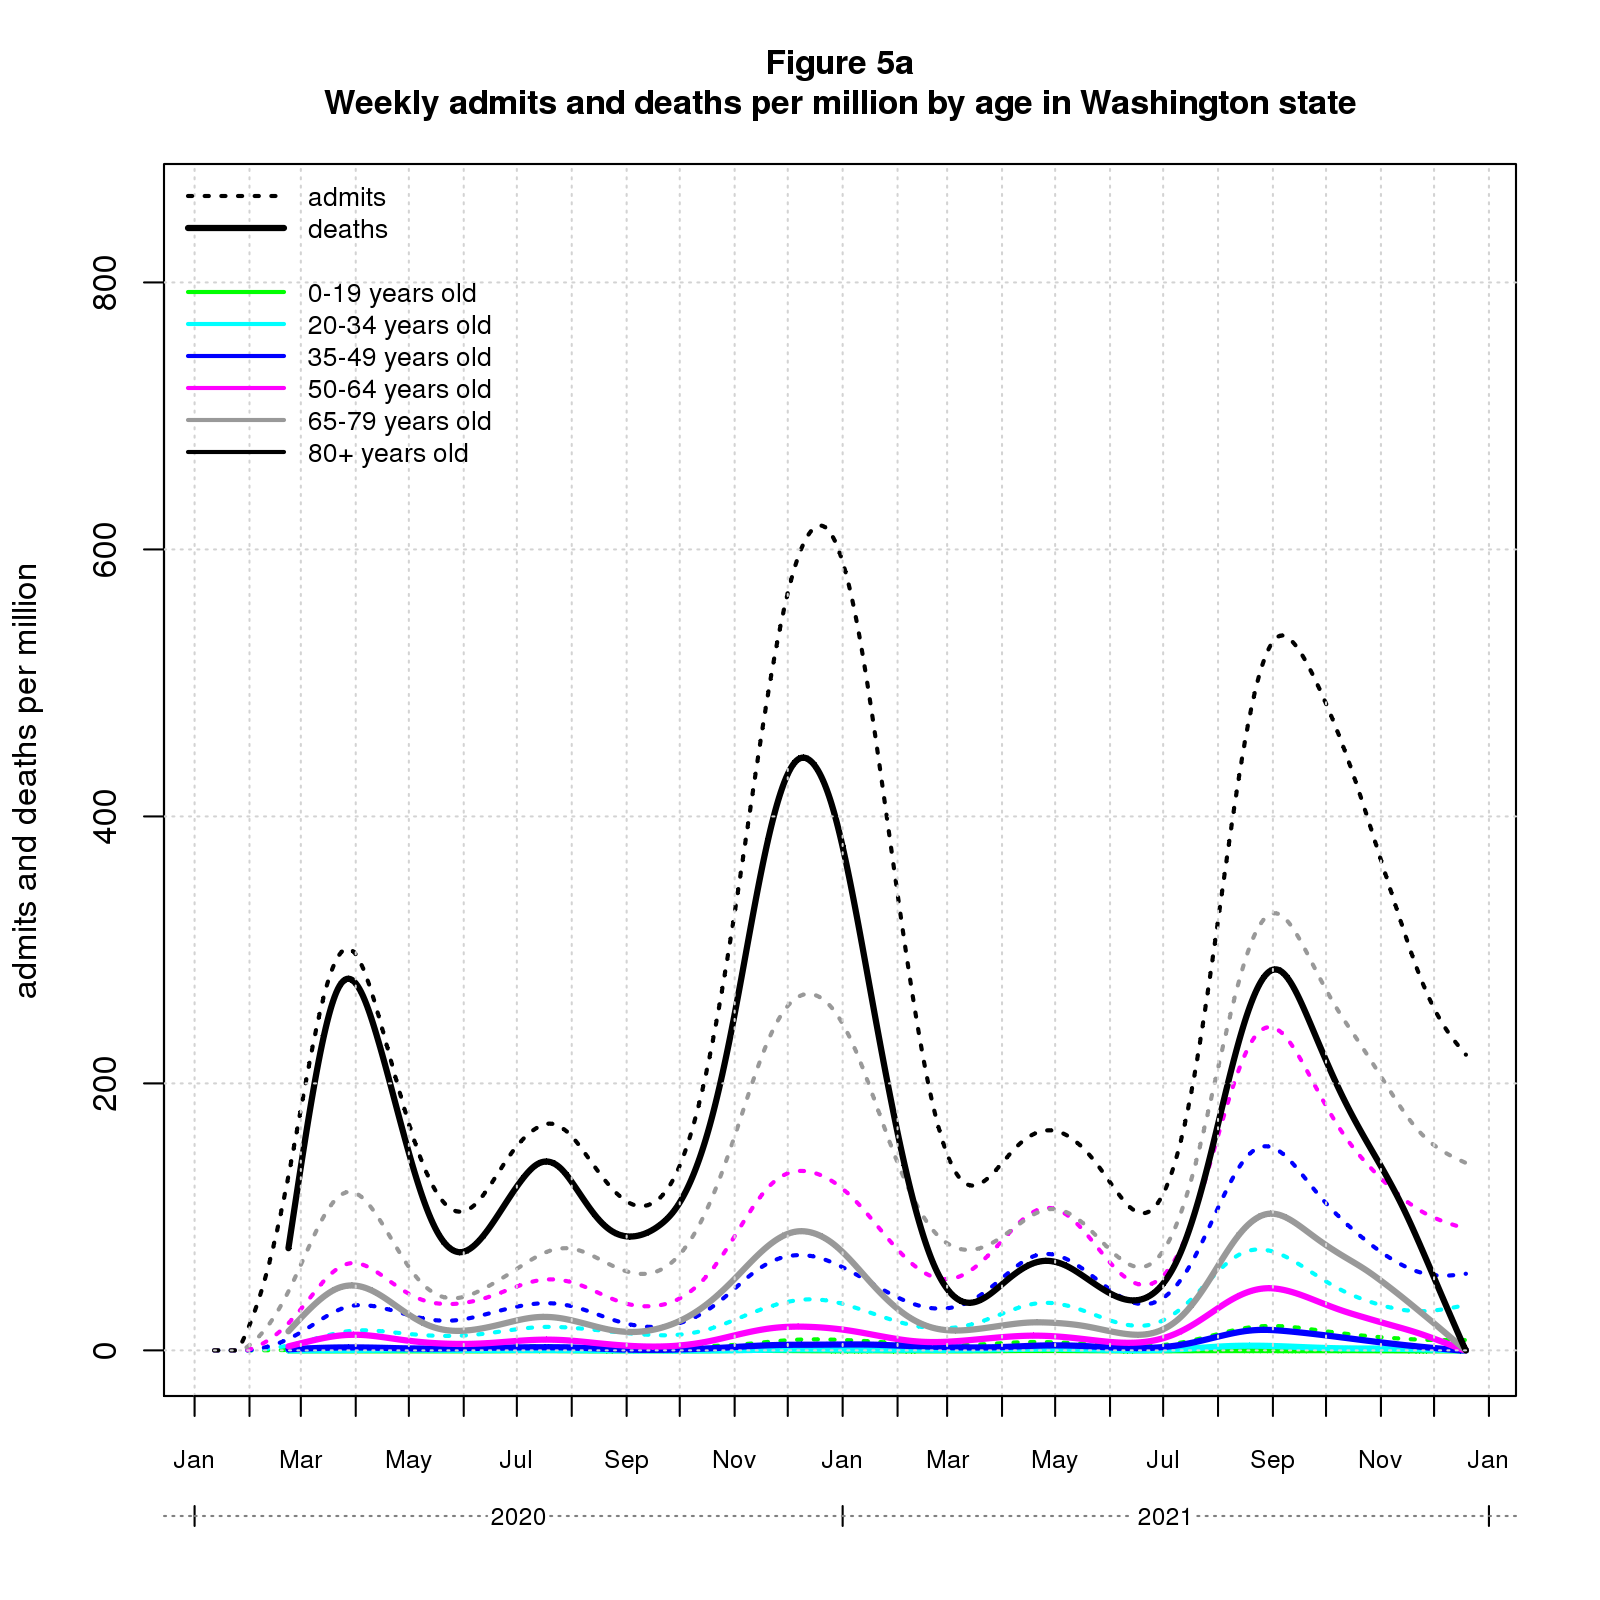 Figure 5a
Weekly admits and deaths per million by age in Washington state
admits
deaths
0-19 years old
20-34 years old
35-49 years old
50-64 years old
65-79 years old
80+ years old
admits and deaths per million
800
600
400
200
0
Jan Mar May Jul Sep Nov Jan Mar May Jul Sep Nov Jan
2020 2021